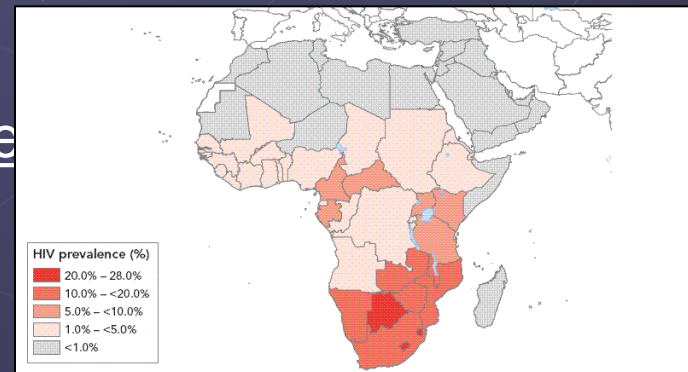 e
HIV prevalence (%)
20.0% – 28.0%
10.0% – <20.0%
5.0% – <10.0%
1.0% – <5.0%
<1.0%